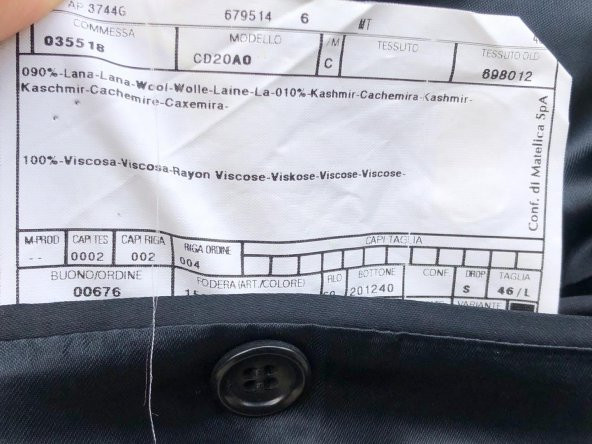 AP 3744G 679514 6 MT
COMMESSA MODELLO /M TESSUTO TESSUTO OLD
035518 CD20A0 C 698012
090%-Lana-Lana-Wool-Wolle-Laine-La-010%-Kashmir-Cachemira-Kashmir-
Kaschmir-Cachemire-Caxemira-
100%-Viscosa-Viscosa-Rayon Viscose-Viskose-Viscose-Viscose-
Conf. di Matelica SpA
M-PROD CAPI TES CAPI RIGA RIGA ORDINE CAPI TAGLIA
-- 0002 002 004
BUONO/ORDINE FODERA (ART/COLORE) BOTTONE CONF DROP TAGLIA
00676 201240 S 46/L
VARIANTE